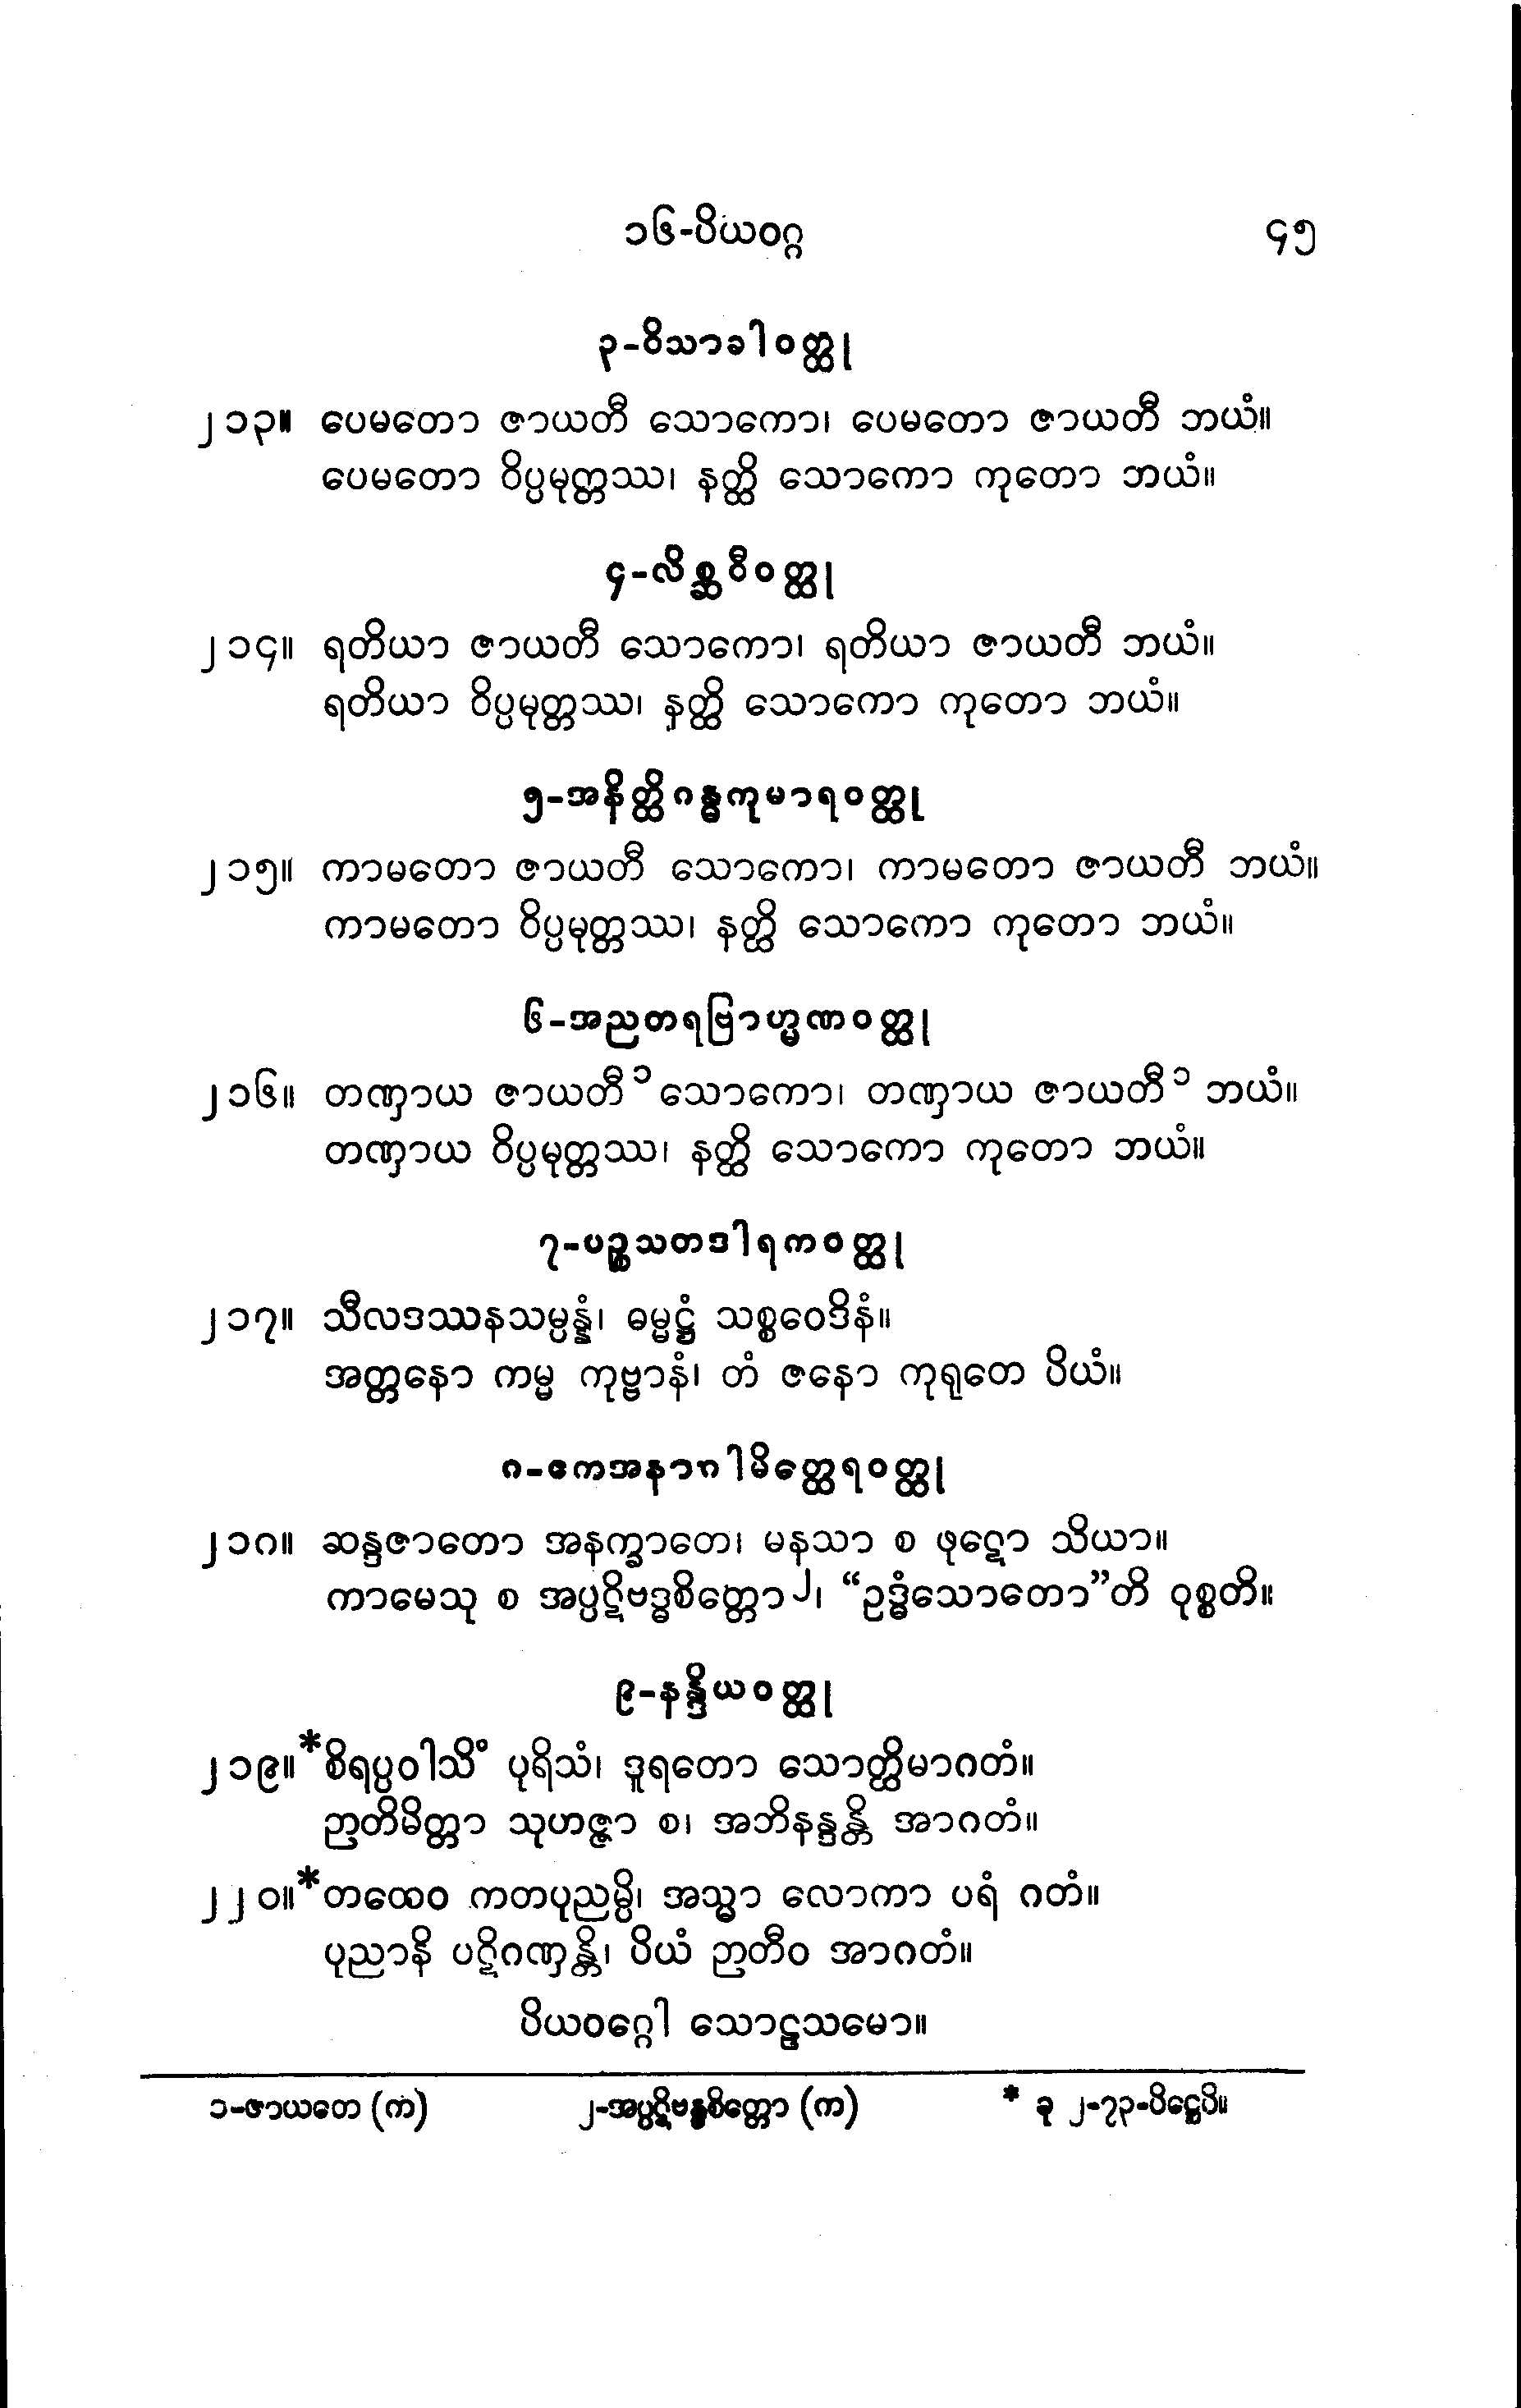 ၁၆-ပိယဝဂ္ဂ ၄၅
၃-ဝိသာခါဝတ္ထု
၂၁၃။ ပေမတော ဇာယတီ သောကော၊ ပေမတော ဇာယတီ ဘယံ။
ပေမတော ဝိပ္ပမုတ္တဿ၊ နတ္ထိ သောကော ကုတော ဘယံ။
၄-လိစ္ဆဝီဝတ္ထု
၂၁၄။ ရတိယာ ဇာယတီ သောကော၊ ရတိယာ ဇာယတီ ဘယံ။
ရတိယာ ဝိပ္ပမုတ္တဿ၊ နတ္ထိ သောကော ကုတော ဘယံ။
၅-အနိတ္ထိဂန္ဓကုမာရဝတ္ထု
၂၁၅။ ကာမတော ဇာယတီ သောကော၊ ကာမတော ဇာယတီ ဘယံ။
ကာမတော ဝိပ္ပမုတ္တဿ၊ နတ္ထိ သောကော ကုတော ဘယံ။
၆-အညတရဗြာဟ္မဏဝတ္ထု
၂၁၆။ တဏှာယ ဇာယတီ၁ သောကော၊ တဏှာယ ဇာယတီ၁ ဘယံ။
တဏှာယ ဝိပ္ပမုတ္တဿ၊ နတ္ထိ သောကော ကုတော ဘယံ။
၇-ပဉ္စသတဒါရကဝတ္ထု
၂၁၇။ သီလဒဿနသမ္ပန္နံ၊ ဓမ္မဋ္ဌံ သစ္စဝေဒိနံ။
အတ္တနော ကမ္မ ကုဗ္ဗာနံ၊ တံ ဇနော ကုရုတေ ပိယံ။
၈-ဧကအနာဂါမိတ္ထေရဝတ္ထု
၂၁၈။ ဆန္ဒဇာတော အနက္ခာတေ၊ မနသာ စ ဖုဋော သိယာ။
ကာမေသု စ အပ္ပဋိဗဒ္ဓစိတ္တော၂၊ “ဥဒ္ဓံသောတော”တိ ဝုစ္စတိ။
၉-နန္ဒိယဝတ္ထု
၂၁၉။ *စိရပ္ပဝါသိံ ပုရိသံ၊ ဒူရတော သောတ္ထိမာဂတံ။
ဉာတိမိတ္တာ သုဟဇ္ဇာ စ၊ အဘိနန္ဒန္တိ အာဂတံ။
၂၂၀။ *တထေဝ ကတပုညမ္ပိ၊ အသ္မာ လောကာ ပရံ ဂတံ။
ပုညာနိ ပဋိဂဏှန္တိ၊ ပိယံ ဉာတီဝ အာဂတံ။
ပိယဝဂ္ဂေါ သောဠသမော။
၁-ဇာယတေ (က) ၂-အပ္ပဋိဗန္ဓစိတ္တော (က) * ခု ၂-၇၃-ပိဋ္ဌေပိ။